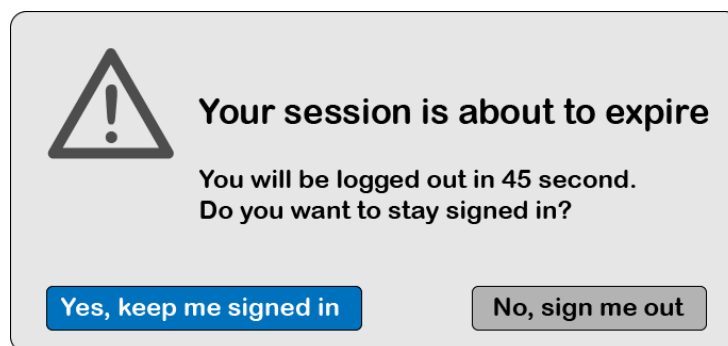 Your session is about to expire
You will be logged out in 45 second.
Do you want to stay signed in?
Yes, keep me signed in
No, sign me out